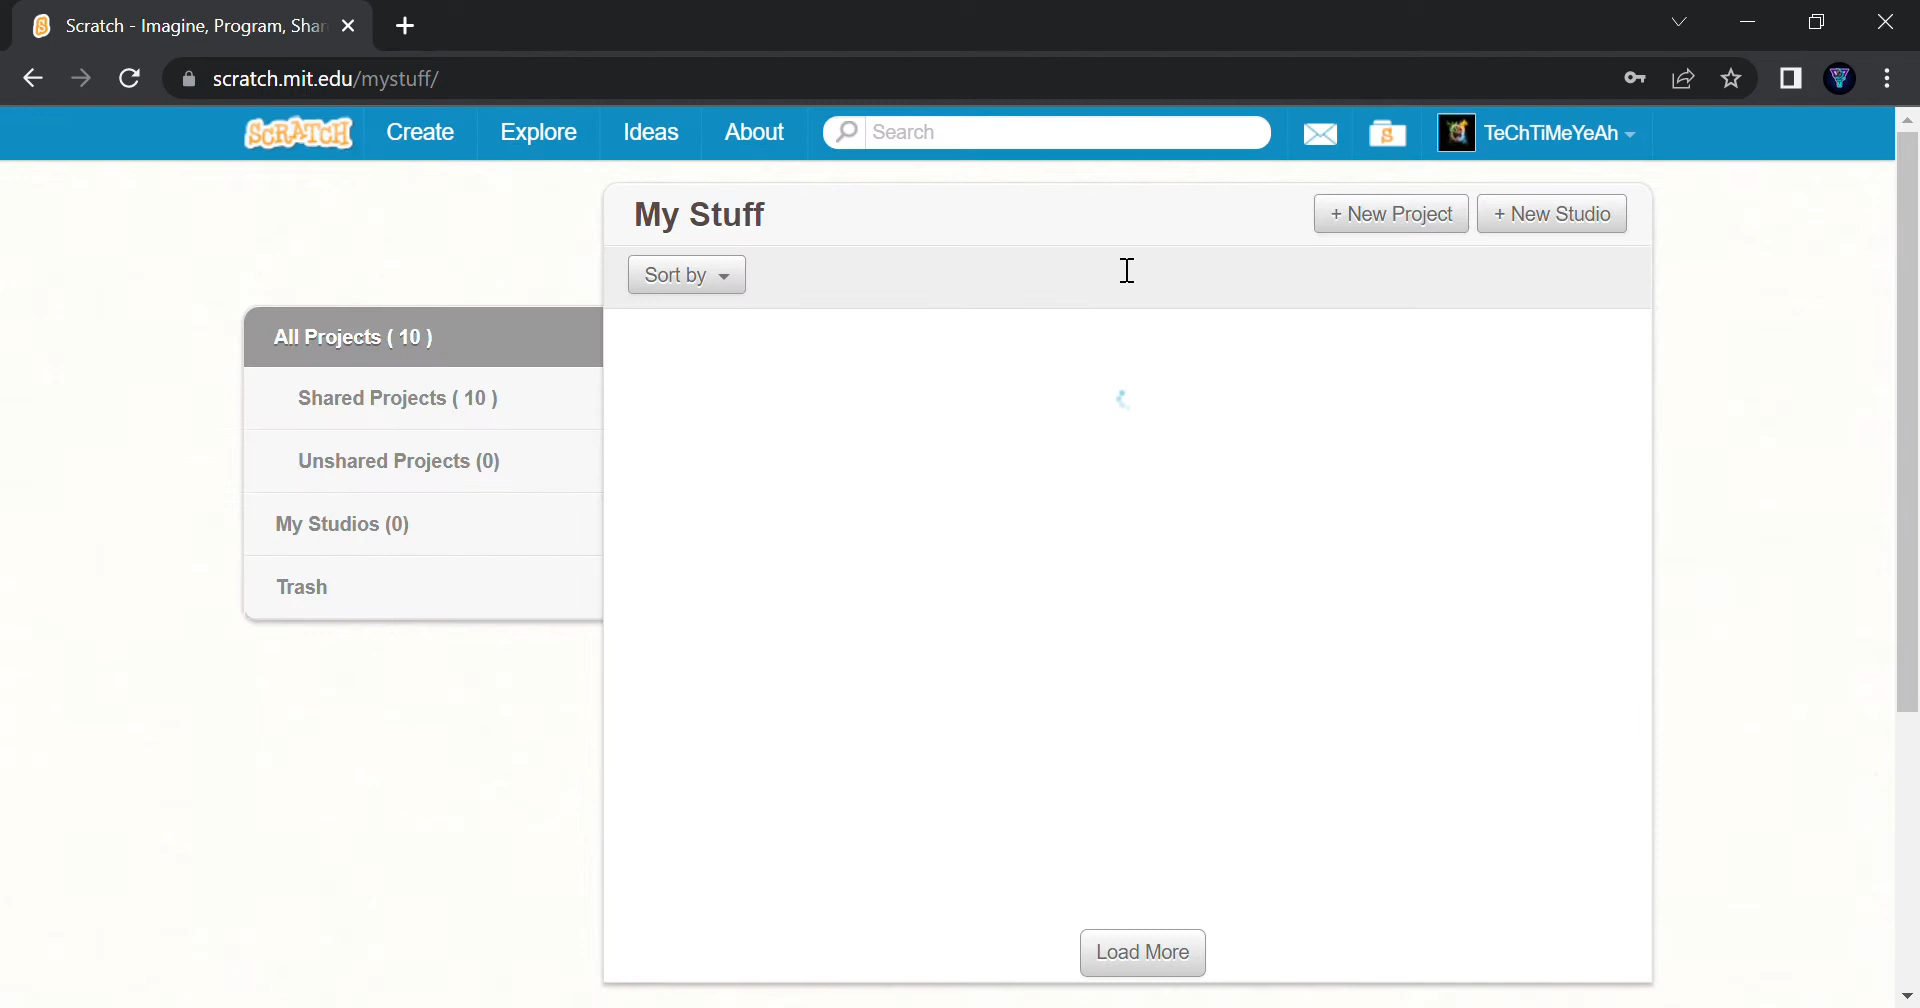 Scratch - Imagine, Program, Shar
scratch.mit.edu/mystuff/
SCRATCH Create Explore Ideas About Search TeChTiMeYeAh
My Stuff
+ New Project + New Studio
Sort by
All Projects ( 10 )
Shared Projects ( 10 )
Unshared Projects (0)
My Studios (0)
Trash
Load More